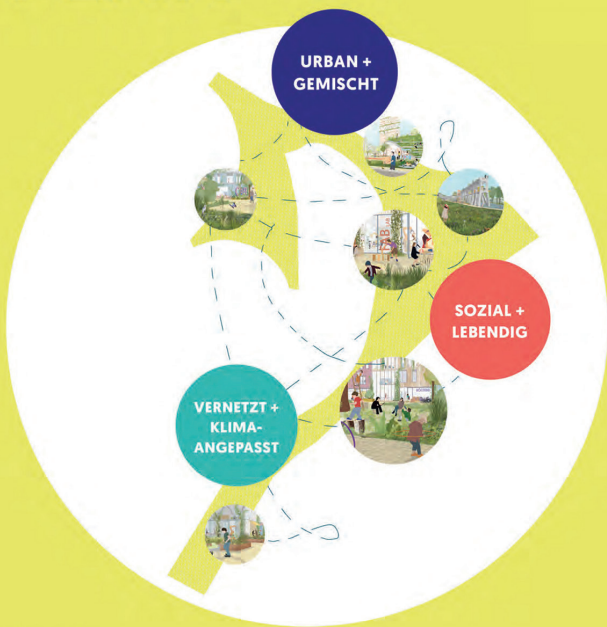 URBAN +
GEMISCHT
SOZIAL +
LEBENDIG
VERNETZT +
KLIMA-
ANGEPASST